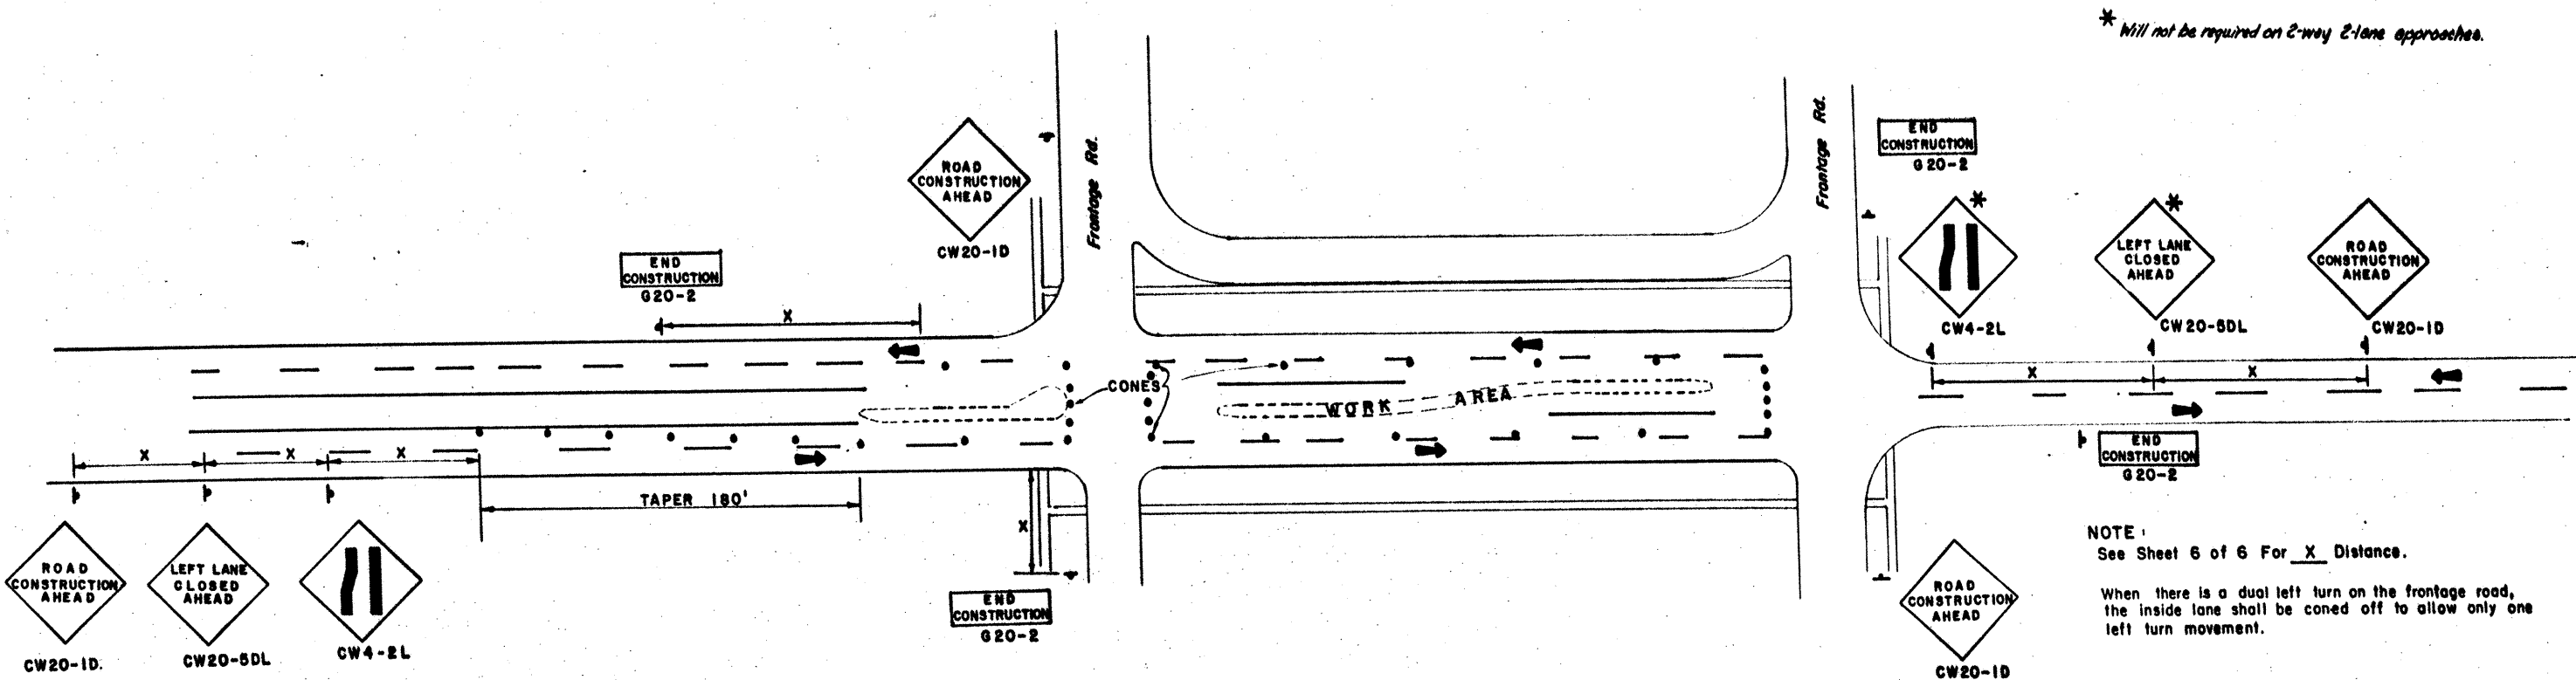 * Will not be required on 2-way 2-lane approaches.
ROAD
CONSTRUCTION
AHEAD
CW20-1D
END
CONSTRUCTION
G20-2
Frontage Rd.
Frontage Rd.
END
CONSTRUCTION
G20-2
*
CW4-2L
*
LEFT LANE
CLOSED
AHEAD
CW20-5DL
ROAD
CONSTRUCTION
AHEAD
CW20-1D
X
CONES
WORK AREA
X
X
X
X
X
TAPER 180'
X
END
CONSTRUCTION
G20-2
ROAD
CONSTRUCTION
AHEAD
CW20-1D.
LEFT LANE
CLOSED
AHEAD
CW20-5DL
CW4-2L
END
CONSTRUCTION
G20-2
ROAD
CONSTRUCTION
AHEAD
CW20-1D
NOTE:
See Sheet 6 of 6 For X Distance.
When there is a dual left turn on the frontage road,
the inside lane shall be coned off to allow only one
left turn movement.